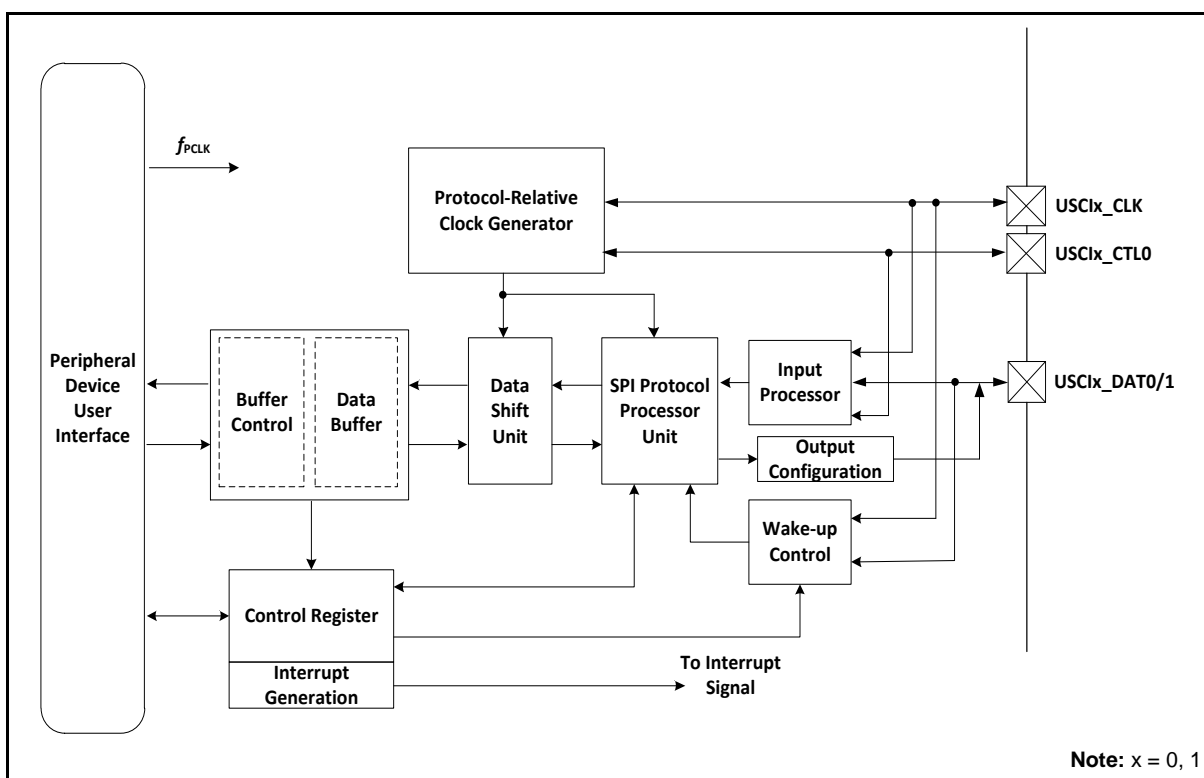 fPCLK
Protocol-Relative
Clock Generator
USCIx_CLK
USCIx_CTL0
Peripheral
Device
User
Interface
Buffer
Control
Data
Buffer
Data
Shift
Unit
SPI Protocol
Processor
Unit
Input
Processor
USCIx_DAT0/1
Output
Configuration
Wake-up
Control
Control Register
Interrupt
Generation
To Interrupt
Signal
Note: x = 0, 1